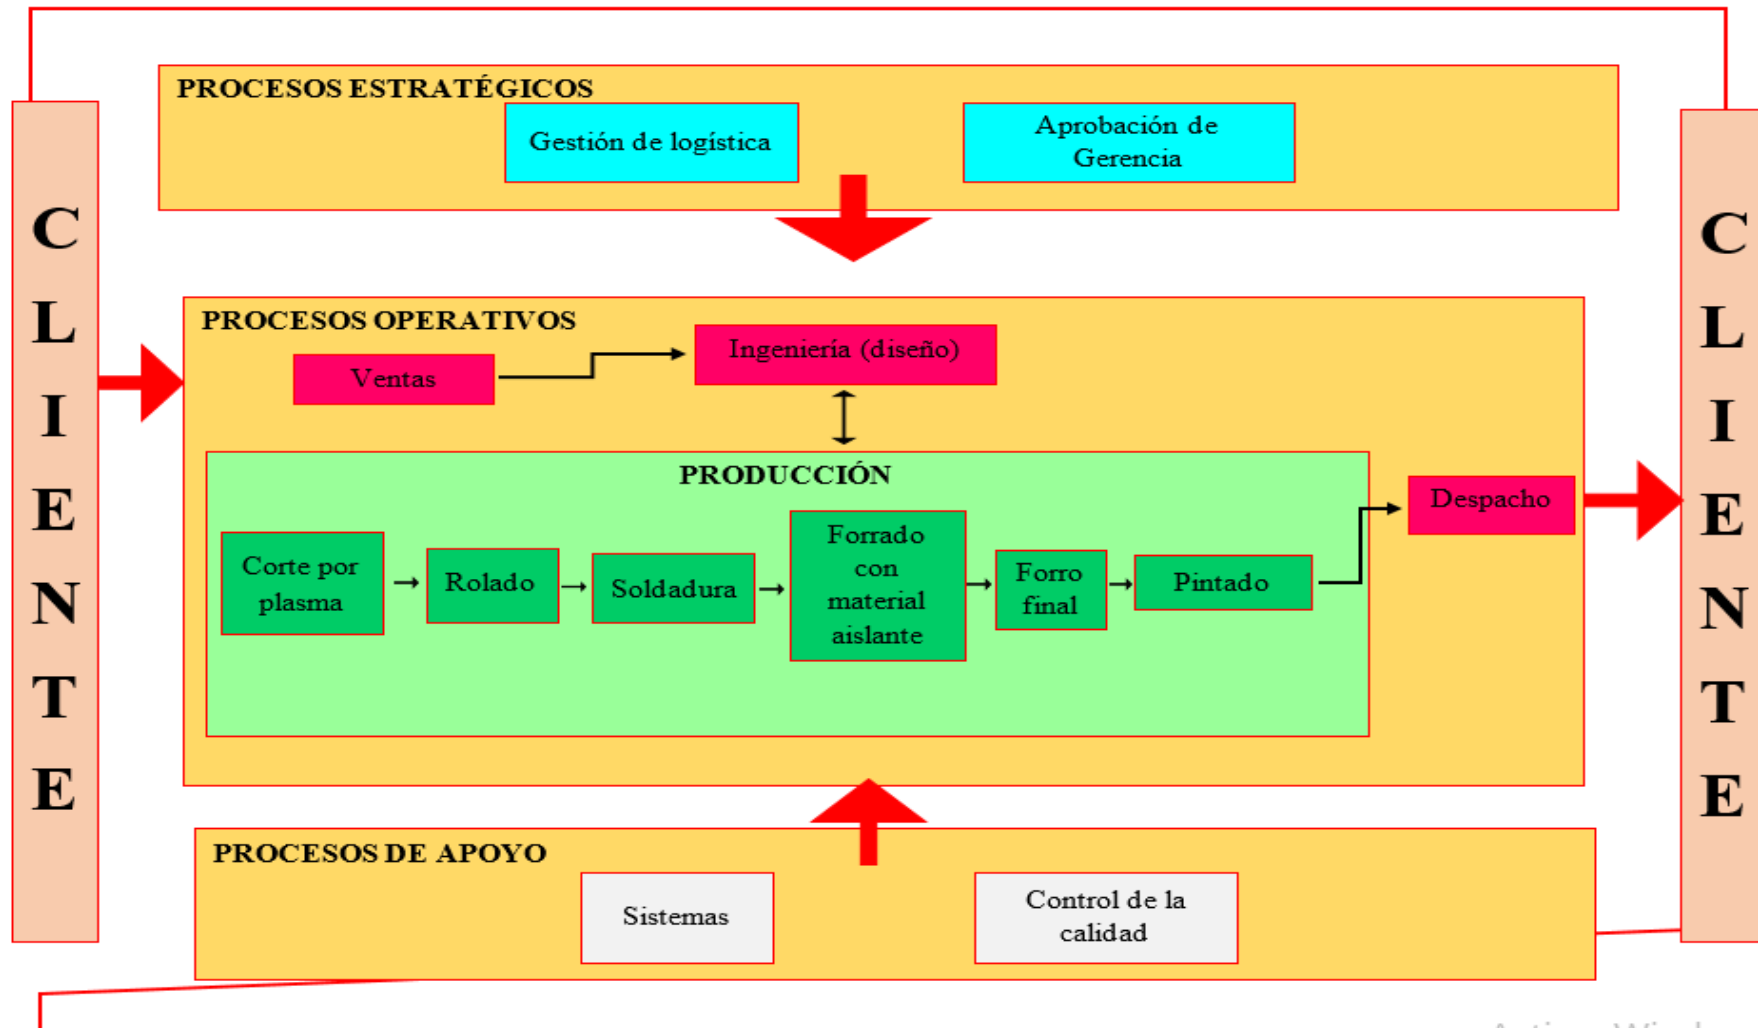 PROCESOS ESTRATÉGICOS
Gestión de logística
Aprobación de
Gerencia
C
L
I
E
N
T
E
PROCESOS OPERATIVOS
Ventas
Ingeniería (diseño)
PRODUCCIÓN
Corte por
plasma
Rolado
Soldadura
Forrado
con
material
aislante
Forro
final
Pintado
Despacho
PROCESOS DE APOYO
Sistemas
Control de la
calidad
C
L
I
E
N
T
E